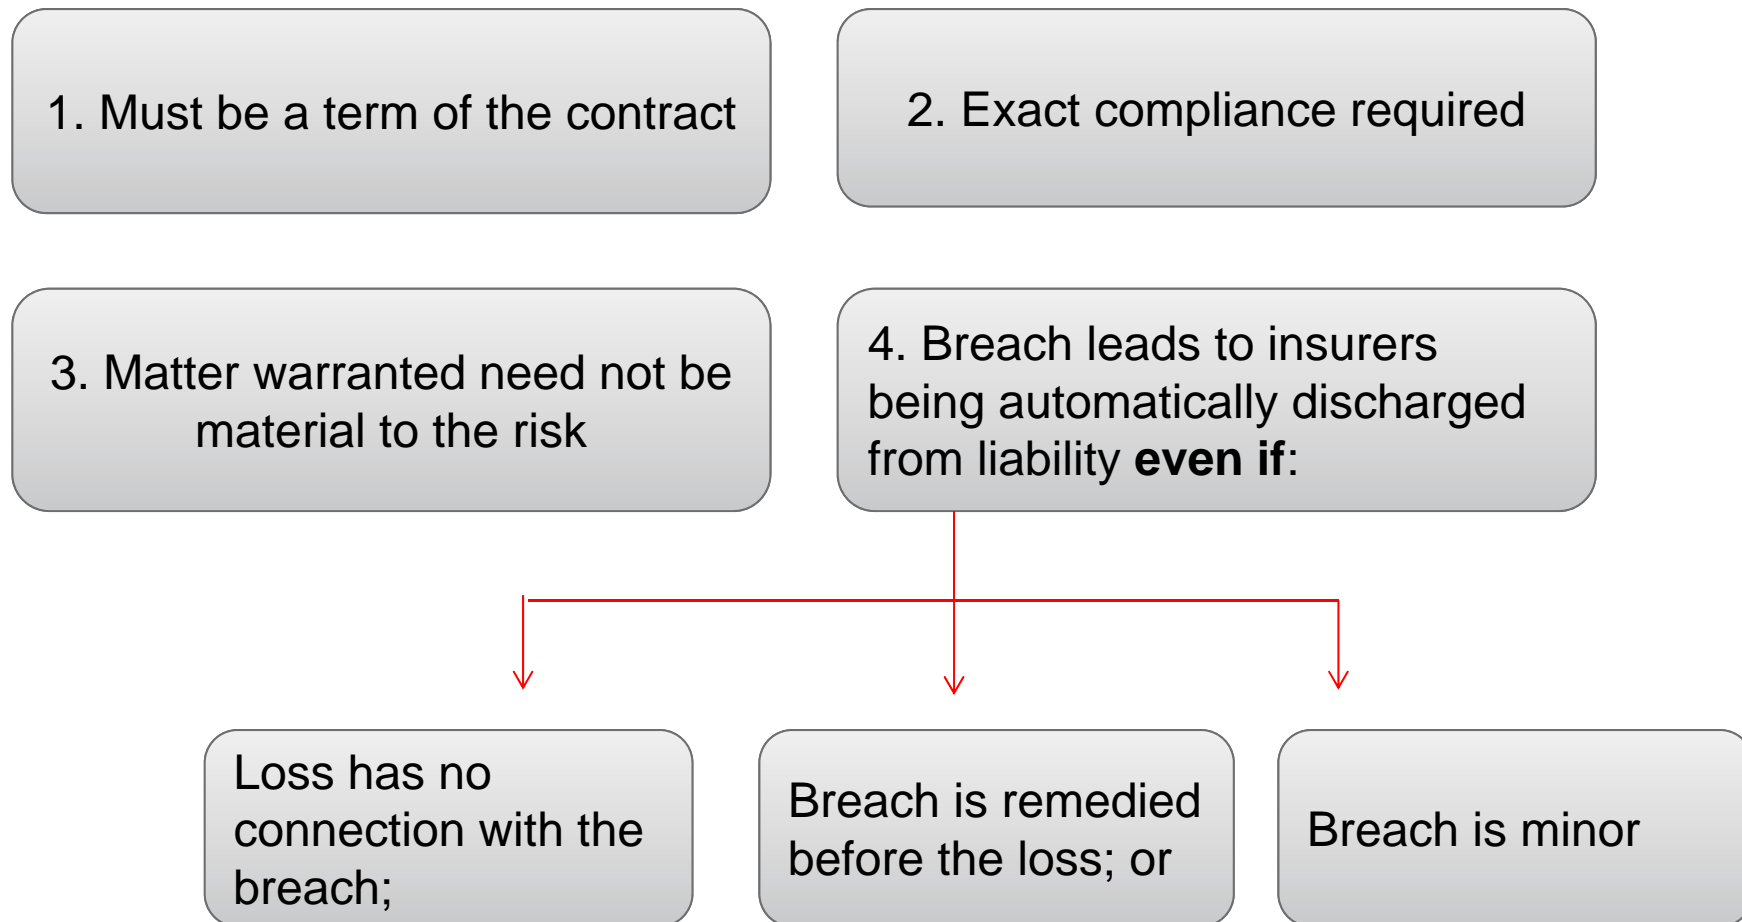 1. Must be a term of the contract
2. Exact compliance required
3. Matter warranted need not be
material to the risk
4. Breach leads to insurers
being automatically discharged
from liability even if:
Loss has no
connection with the
breach;
Breach is remedied
before the loss; or
Breach is minor